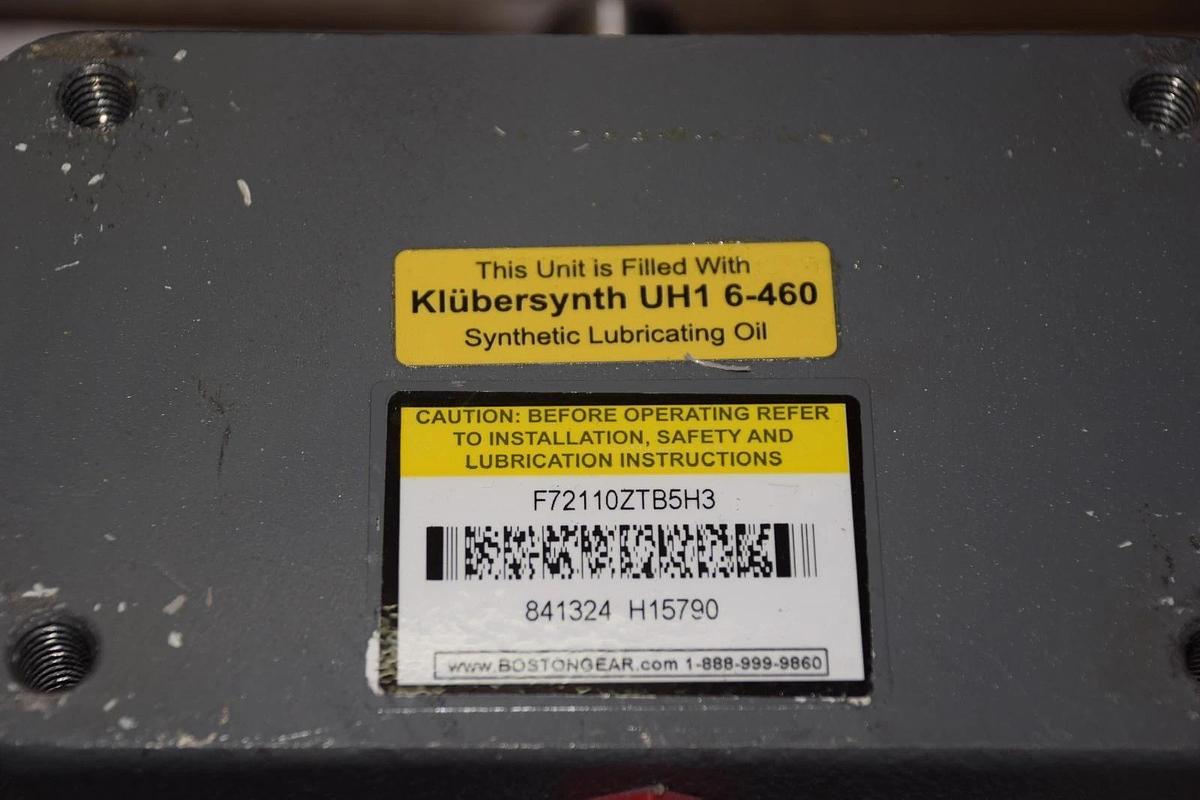 This Unit is Filled With
Klübersynth UH1 6-460
Synthetic Lubricating Oil
CAUTION: BEFORE OPERATING REFER
TO INSTALLATION, SAFETY AND
LUBRICATION INSTRUCTIONS
F72110ZTB5H3
841324 H15790
www.BOSTONGEAR.com 1-888-999-9860